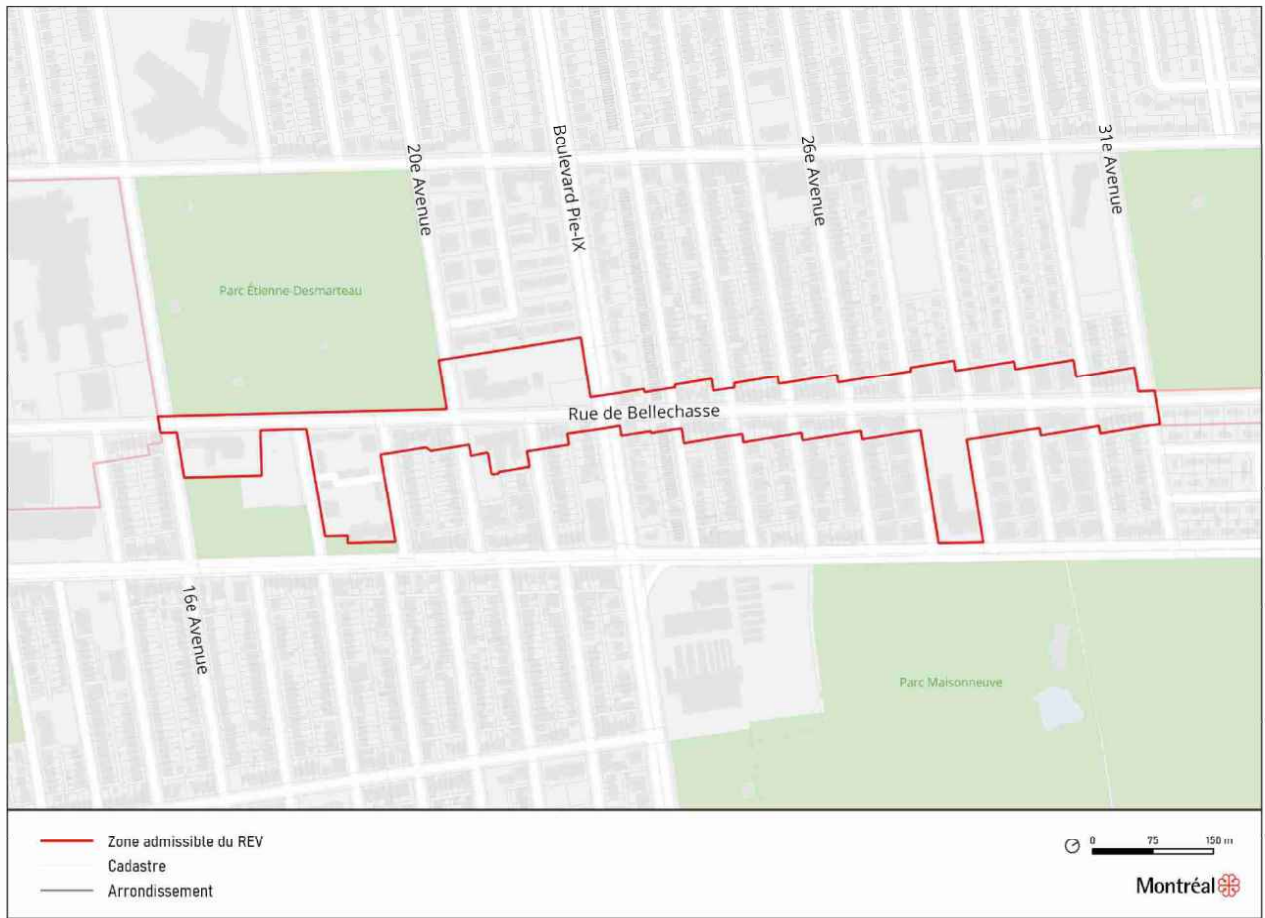 20e Avenue
Boulevard Pie-IX
26e Avenue
31e Avenue
Parc Étienne-Desmarteau
Rue de Bellechasse
16e Avenue
Parc Maisonneuve
Zone admissible du REV
Cadastre
Arrondissement
0 75 150 m
Montréal